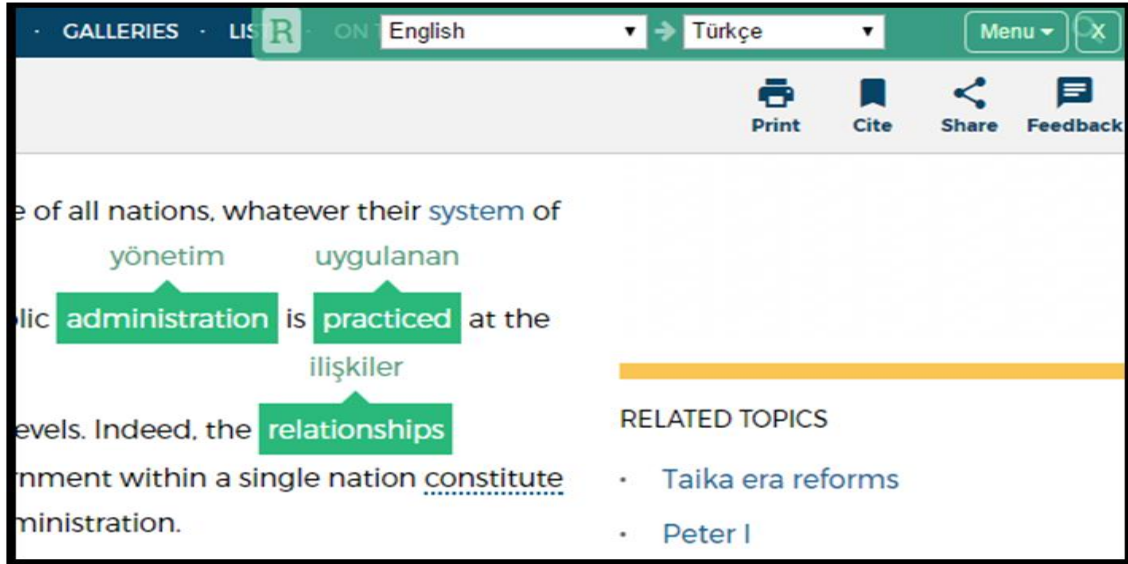 · GALLERIES · LIS R · ON English Türkçe Menu X
Print Cite Share Feedback
e of all nations, whatever their system of
yönetim uygulanan
lic administration is practiced at the
ilişkiler
evels. Indeed, the relationships
rnment within a single nation constitute
ministration.
RELATED TOPICS
· Taika era reforms
· Peter I